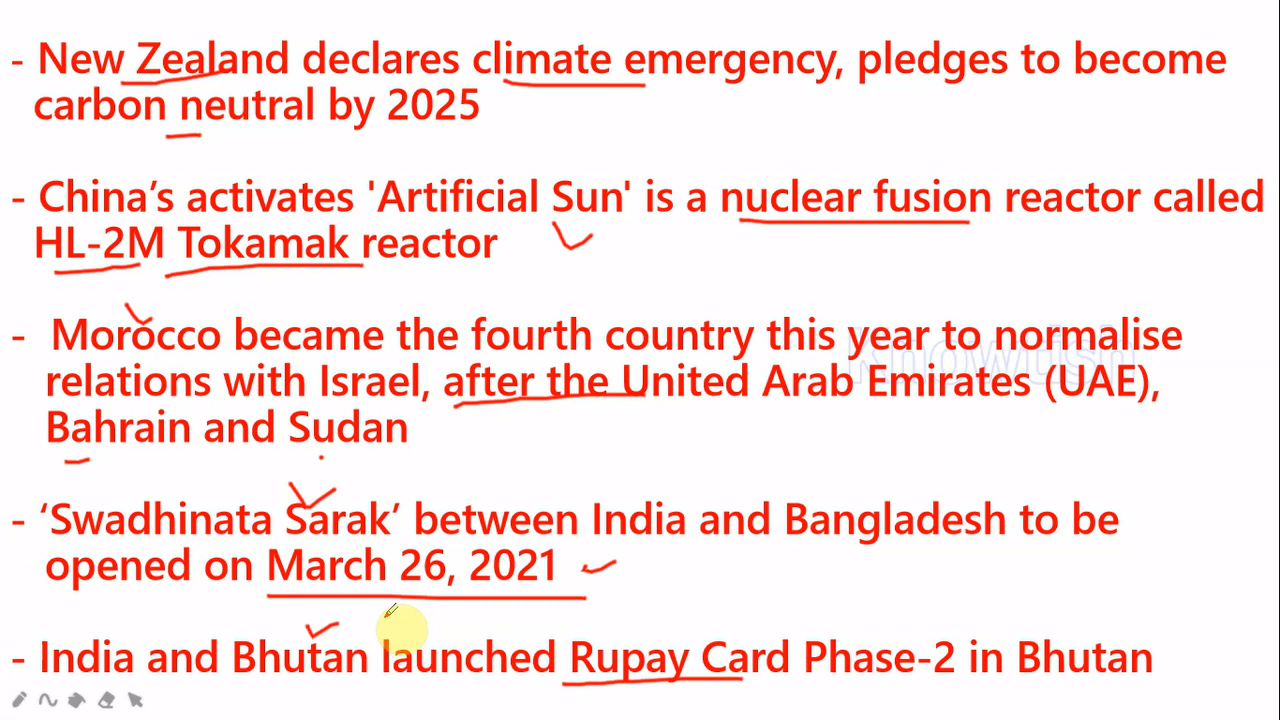 - New Zealand declares climate emergency, pledges to become
carbon neutral by 2025
- China’s activates 'Artificial Sun' is a nuclear fusion reactor called
HL-2M Tokamak reactor
- Morocco became the fourth country this year to normalise
relations with Israel, after the United Arab Emirates (UAE),
Bahrain and Sudan
- ‘Swadhinata Sarak’ between India and Bangladesh to be
opened on March 26, 2021
- India and Bhutan launched Rupay Card Phase-2 in Bhutan